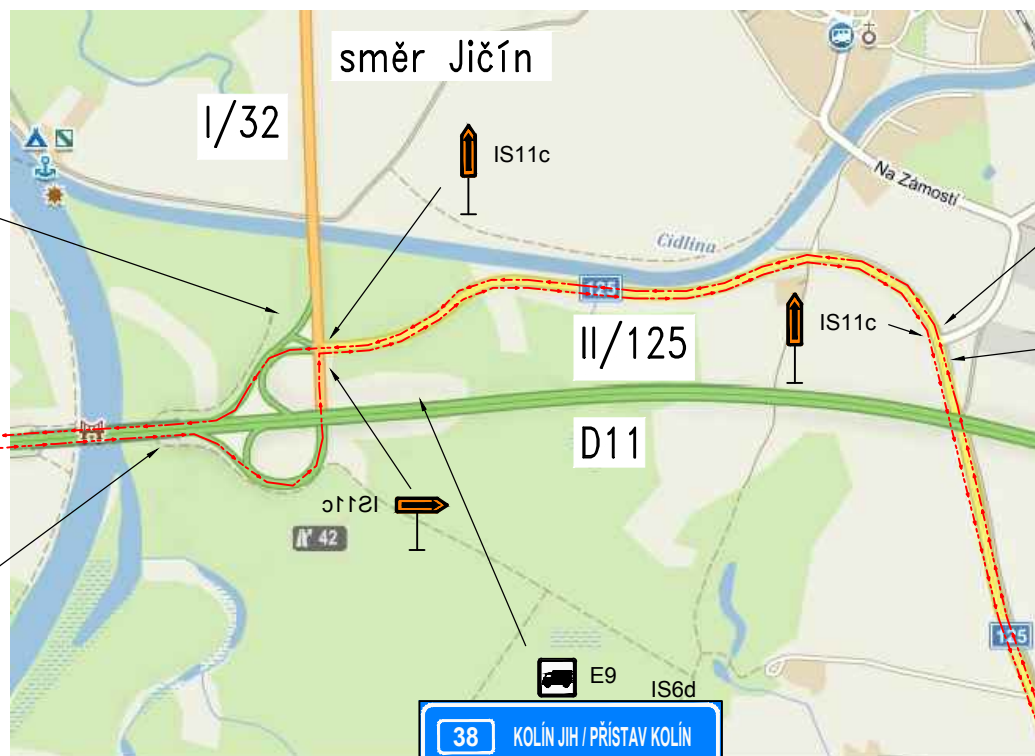 směr Jičín
I/32
IS11c
Na Zámostí
Cidlina
125
IS11c
II/125
D11
IS11c
42
125
E9
IS6d
38 KOLÍN JIH / PŘÍSTAV KOLÍN